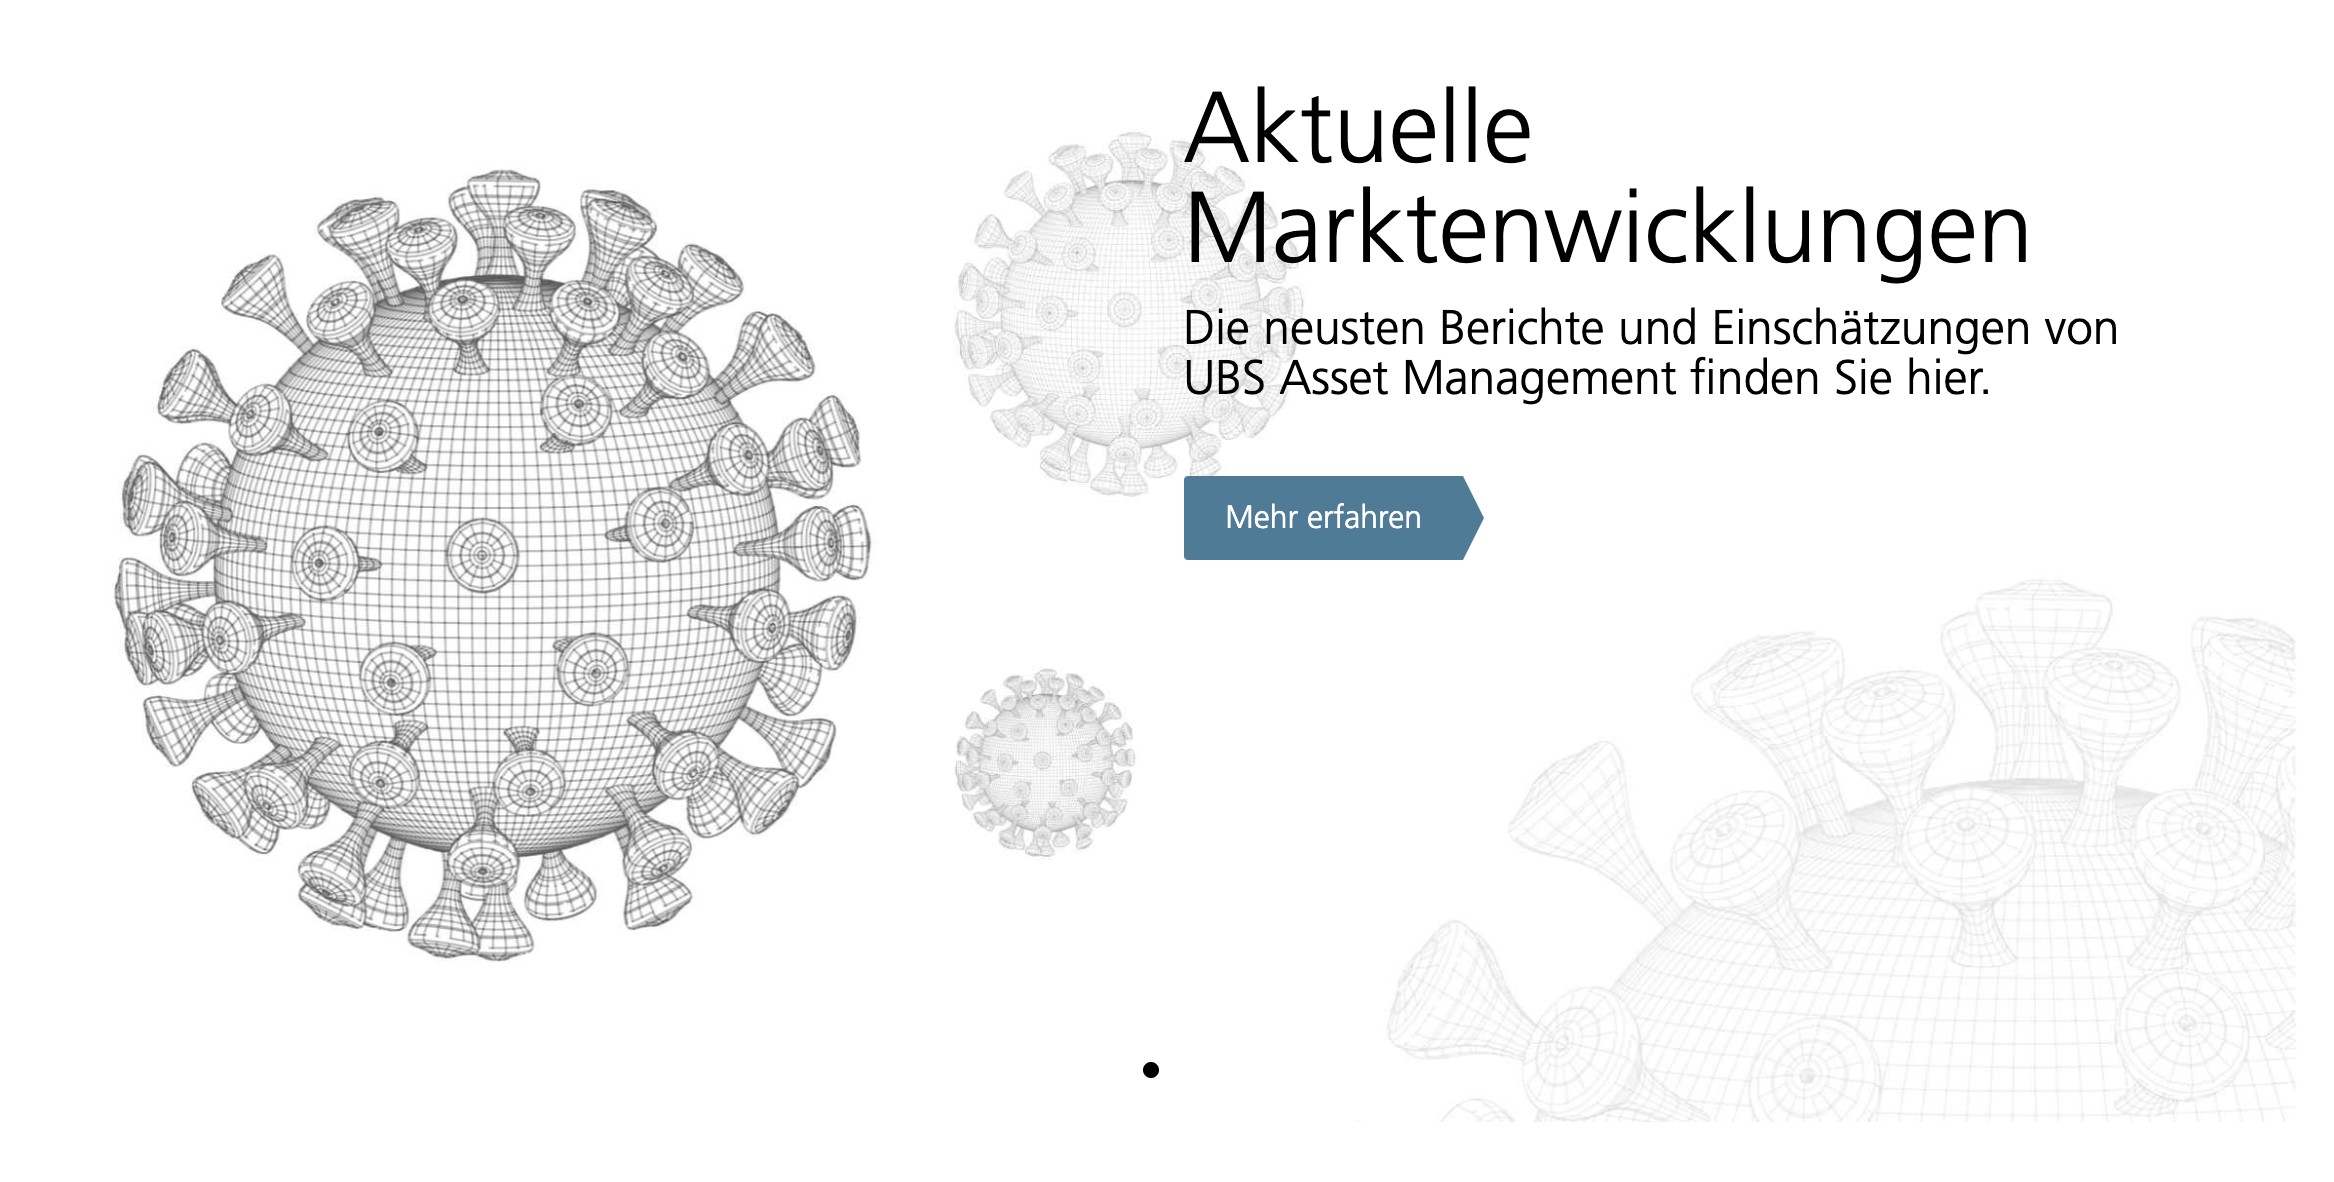 Aktuelle
Marktenwicklungen
Die neusten Berichte und Einschätzungen von
UBS Asset Management finden Sie hier.
Mehr erfahren